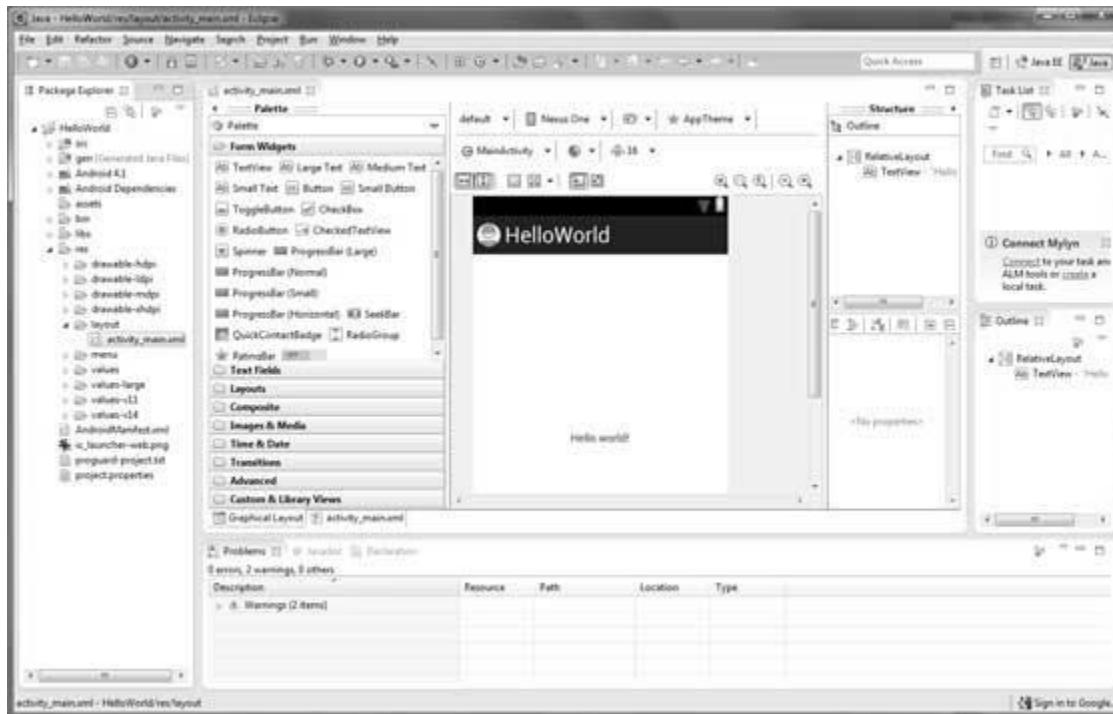 Java - HelloWorld/res/layout/activity_main.xml - Eclipse
File Edit Refactor Source Navigate Search Project Run Window Help
Quick Access
Java EE
Java
Package Explorer
HelloWorld
src
gen [Generated Java Files]
Android 4.1
Android Dependencies
assets
bin
libs
res
drawable-hdpi
drawable-ldpi
drawable-mdpi
drawable-xhdpi
layout
activity_main.xml
menu
values
values-large
values-v11
values-v14
AndroidManifest.xml
ic_launcher-web.png
proguard-project.txt
project.properties
activity_main.xml
Palette
Palette
Form Widgets
TextView Large Text Medium Text
Small Text Button Small Button
ToggleButton CheckBox
RadioButton CheckedTextView
Spinner ProgressBar (Large)
ProgressBar (Normal)
ProgressBar (Small)
ProgressBar (Horizontal) SeekBar
QuickContactBadge RadioGroup
RatingBar
Text Fields
Layouts
Composite
Images & Media
Time & Date
Transitions
Advanced
Custom & Library Views
Graphical Layout activity_main.xml
default Nexus One AppTheme
MainActivity 16
HelloWorld
Hello world!
Structure
Outline
RelativeLayout
TextView - "Hello
<No properties>
Task List
Find All A...
Connect Mylyn
Connect to your task and
ALM tools or create a
local task.
Outline
RelativeLayout
TextView - "Hello
Problems Javadoc Declaration
0 errors, 2 warnings, 0 others
Description Resource Path Location Type
Warnings (2 items)
activity_main.xml - HelloWorld/res/layout
Sign in to Google